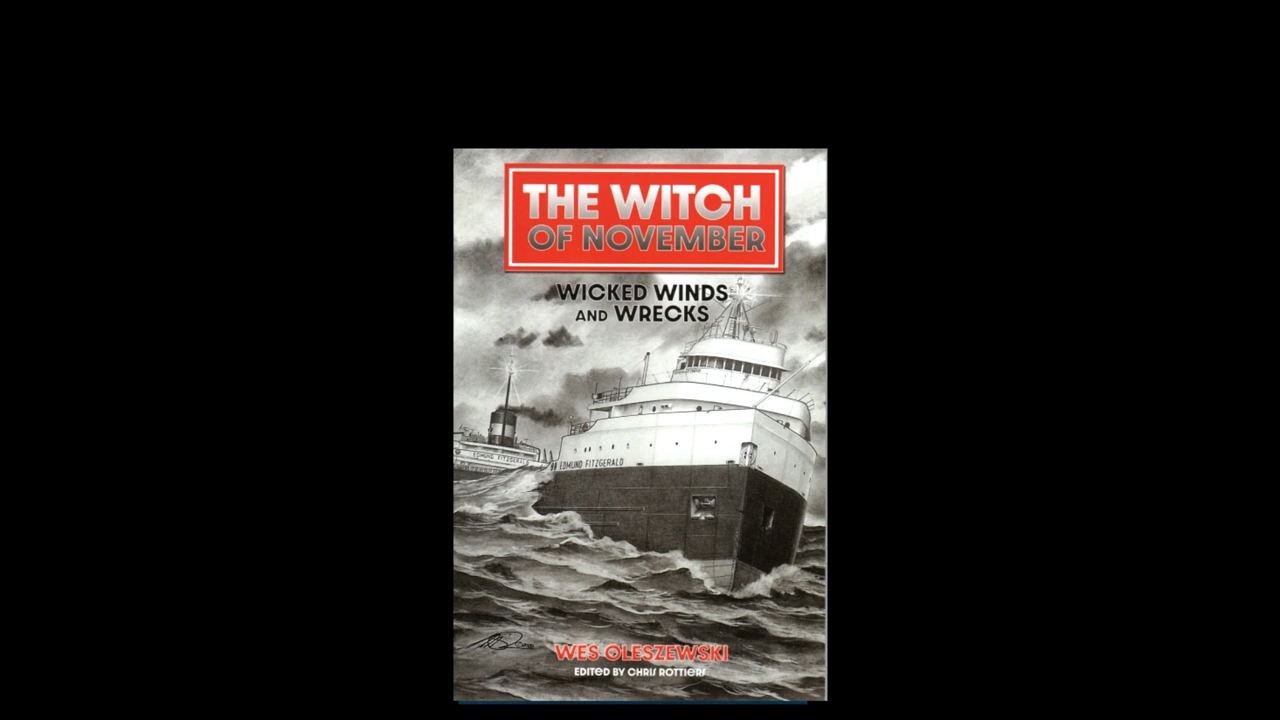 THE WITCH
OF NOVEMBER
WICKED WINDS
AND WRECKS
EDMUND FITZGERALD
EDMUND FITZGERALD
WES OLESZEWSKI
EDITED BY CHRIS ROTTIERS